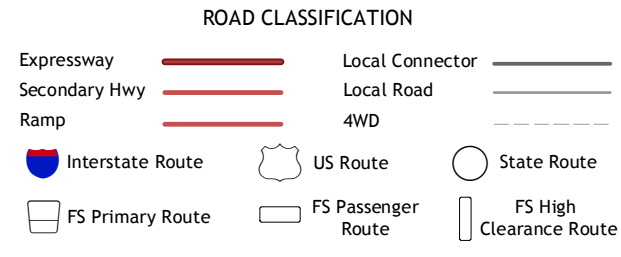 ROAD CLASSIFICATION
Expressway
Local Connector
Secondary Hwy
Local Road
Ramp
4WD
Interstate Route
US Route
State Route
FS Primary Route
FS Passenger
Route
FS High
Clearance Route